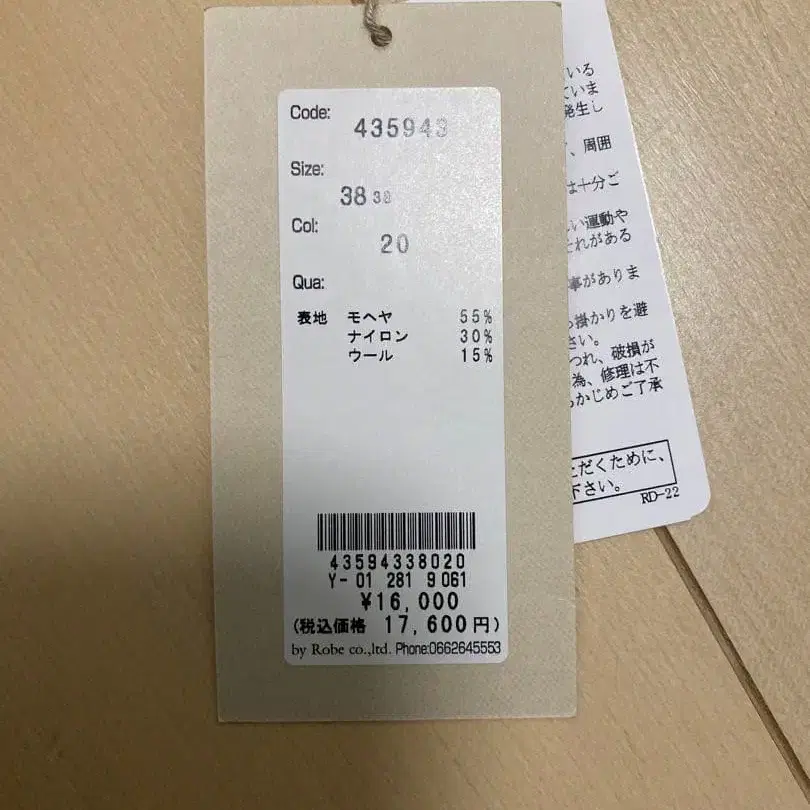 Code:
435943
Size:
38 38
Col:
20
Qua:
表地 モヘヤ 55%
ナイロン 30%
ウール 15%
43594338020
Y- 01 281 9 061
¥16,000
(税込価格 17,600円)
by Robe co.,ltd. Phone:0662645553
いる
ていま
発生し
、周囲
は十分ご
い運動や
それがある
事がありま
掛かりを避
さい。
つれ、破損が
為、修理は不
らかじめご了承
ただくために、
下さい。
RD-22